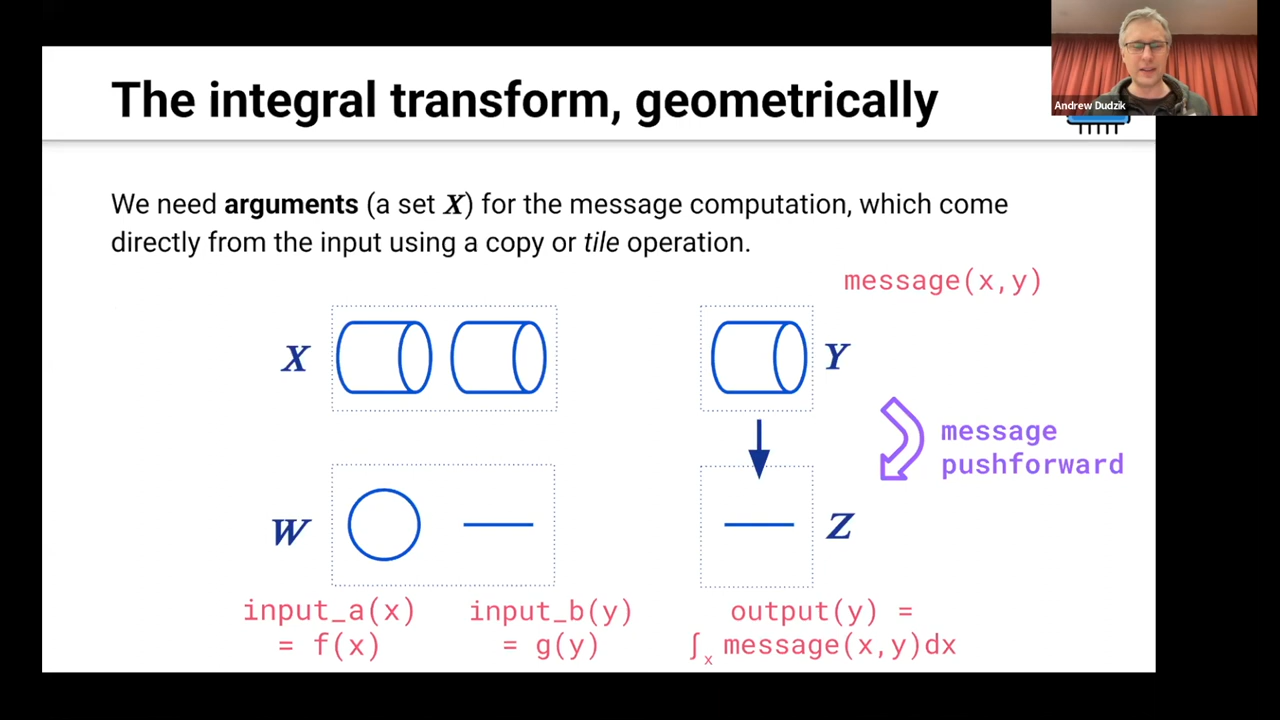 The integral transform, geometrically
Andrew Dudzik
We need arguments (a set X) for the message computation, which come
directly from the input using a copy or tile operation.
message(x,y)
X
Y
message
pushforward
W
Z
input_a(x)
= f(x)
input_b(y)
= g(y)
output(y) =
∫x message(x,y)dx